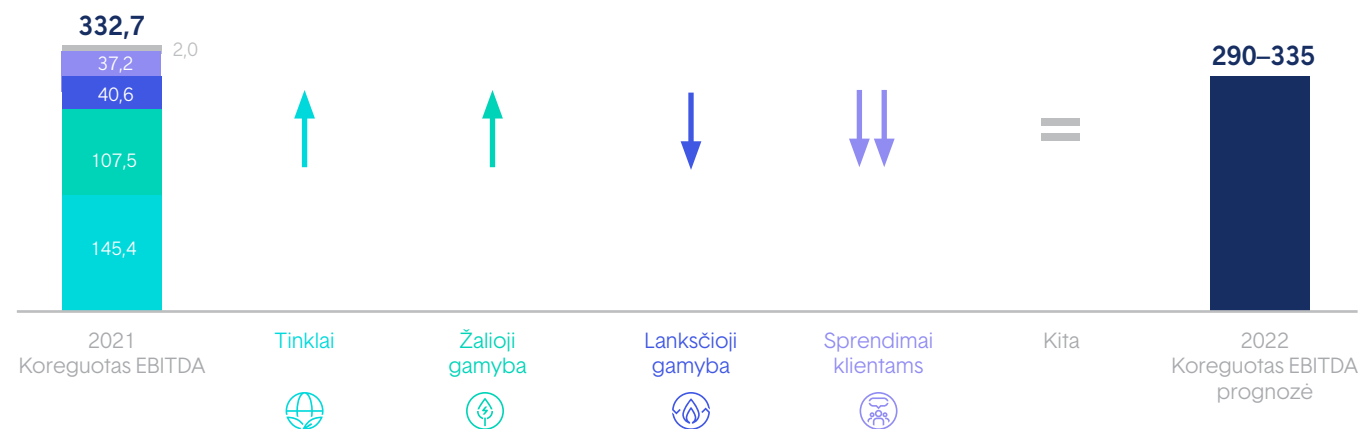 332,7
2,0
37,2
40,6
107,5
145,4
290–335
2021
Koreguotas EBITDA
Tinklai
Žalioji
gamyba
Lanksčioji
gamyba
Sprendimai
klientams
Kita
2022
Koreguotas EBITDA
prognozė